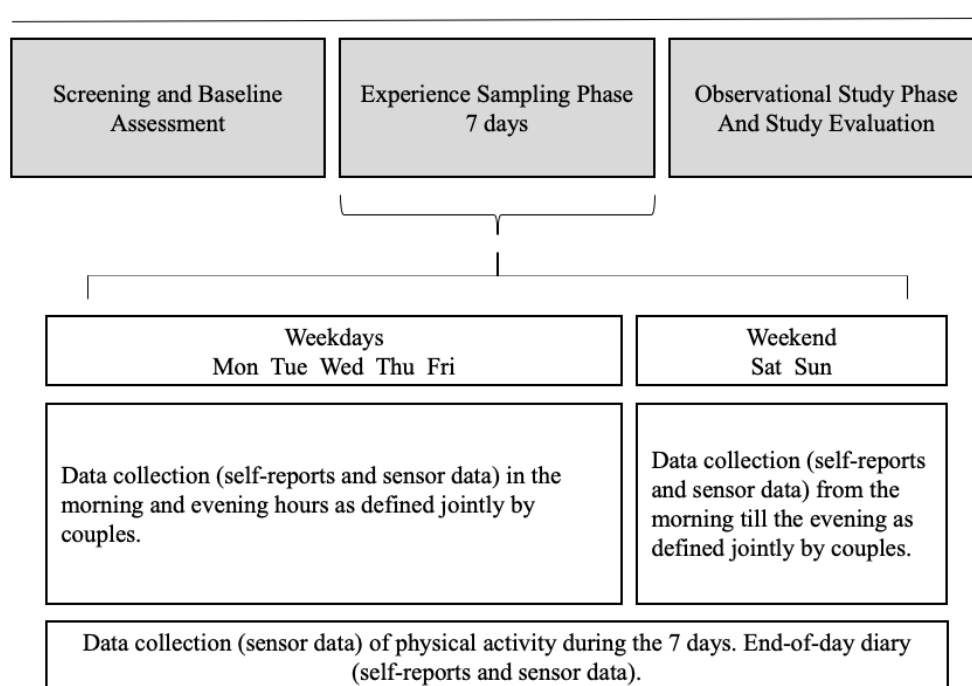 Screening and Baseline
Assessment
Experience Sampling Phase
7 days
Observational Study Phase
And Study Evaluation
Weekdays
Mon Tue Wed Thu Fri
Weekend
Sat Sun
Data collection (self-reports and sensor data) in the
morning and evening hours as defined jointly by
couples.
Data collection (self-reports
and sensor data) from the
morning till the evening as
defined jointly by couples.
Data collection (sensor data) of physical activity during the 7 days. End-of-day diary
(self-reports and sensor data).